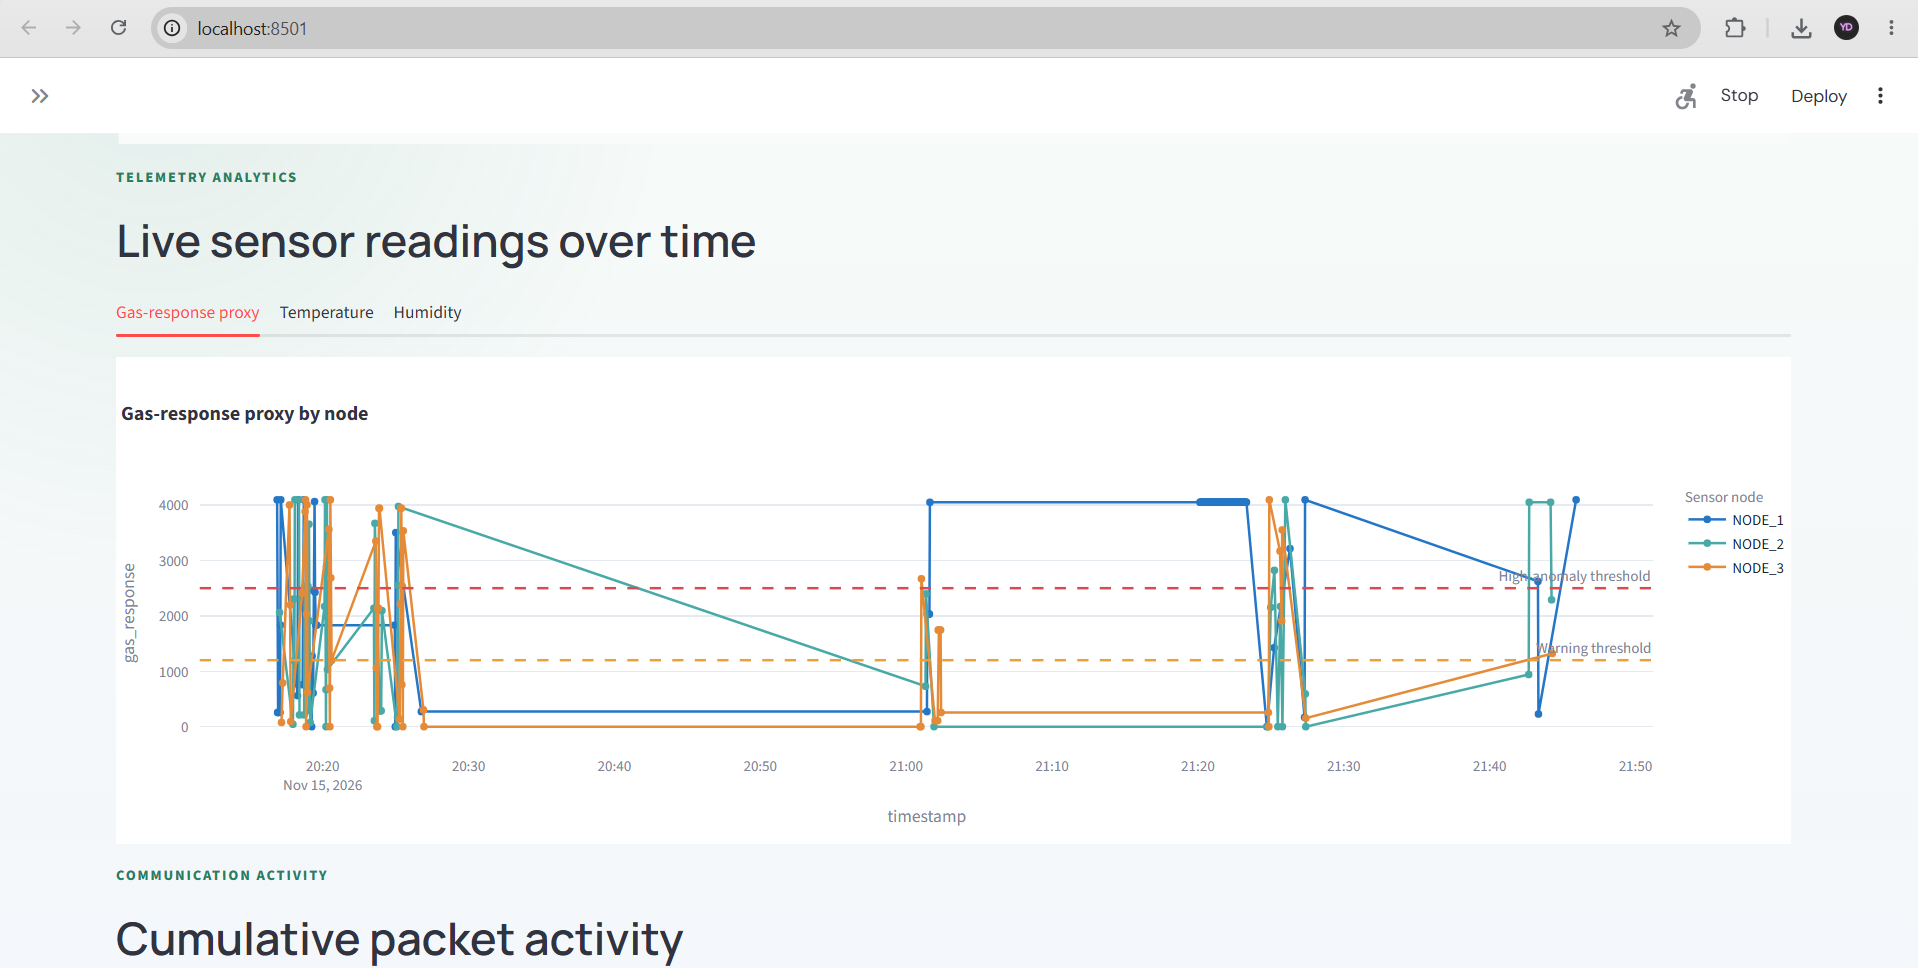 localhost:8501
YD
Stop
Deploy
TELEMETRY ANALYTICS
Live sensor readings over time
Gas-response proxy
Temperature
Humidity
Gas-response proxy by node
gas_response
4000
3000
2000
1000
0
High anomaly threshold
Warning threshold
Sensor node
NODE_1
NODE_2
NODE_3
20:20
Nov 15, 2026
20:30
20:40
20:50
21:00
21:10
21:20
21:30
21:40
21:50
timestamp
COMMUNICATION ACTIVITY
Cumulative packet activity